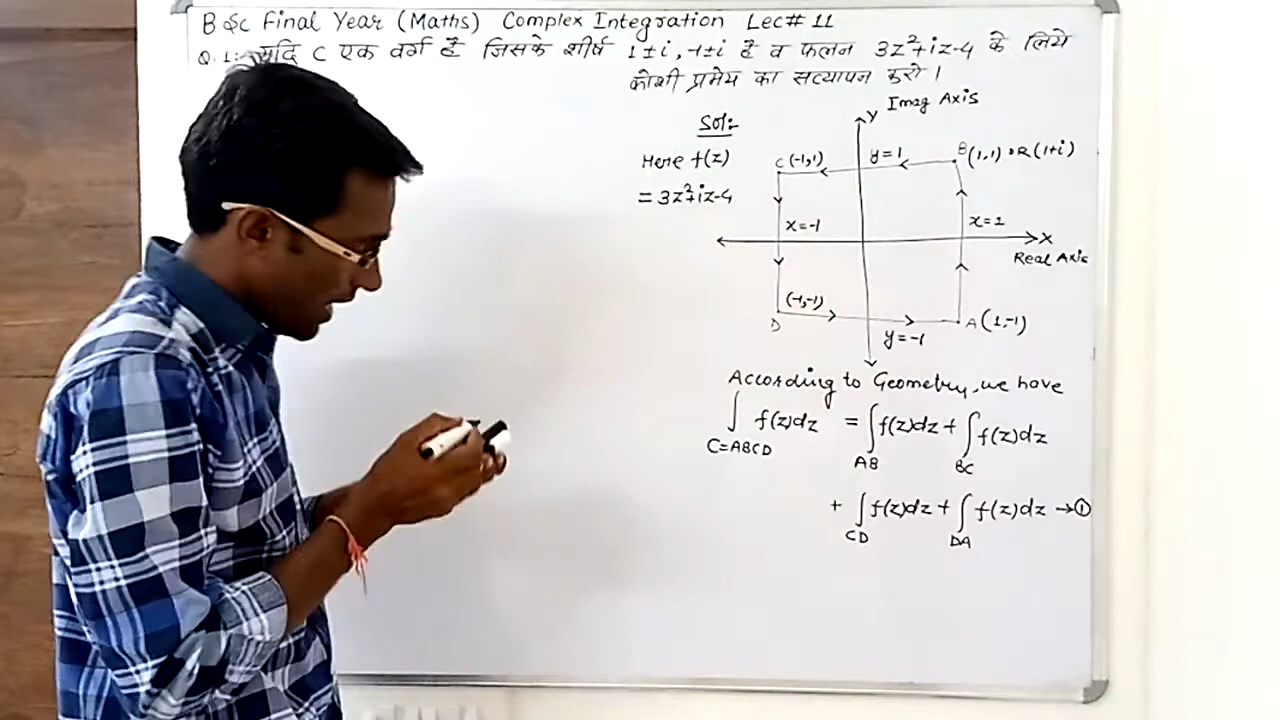 BSc Final Year (Maths) Complex Integration Lec# 11
Q.1:- यदि C एक वर्ग है जिसके शीर्ष 1±i, -1±i है व फलन 3z²+iz-4 के लिये
कोशी प्रमेय का सत्यापन करो।
Sol:-
Here f(z)
= 3z²+iz-4
Y Imag Axis
C (-1,1)
y=1
B (1,1) OR (1+i)
x=-1
x=1
X
Real Axis
(-1,-1)
D
A (1,-1)
y=-1
According to Geometry, we have
∫ f(z)dz = ∫ f(z)dz + ∫ f(z)dz
C=ABCD AB BC
+ ∫ f(z)dz + ∫ f(z)dz → ①
CD DA